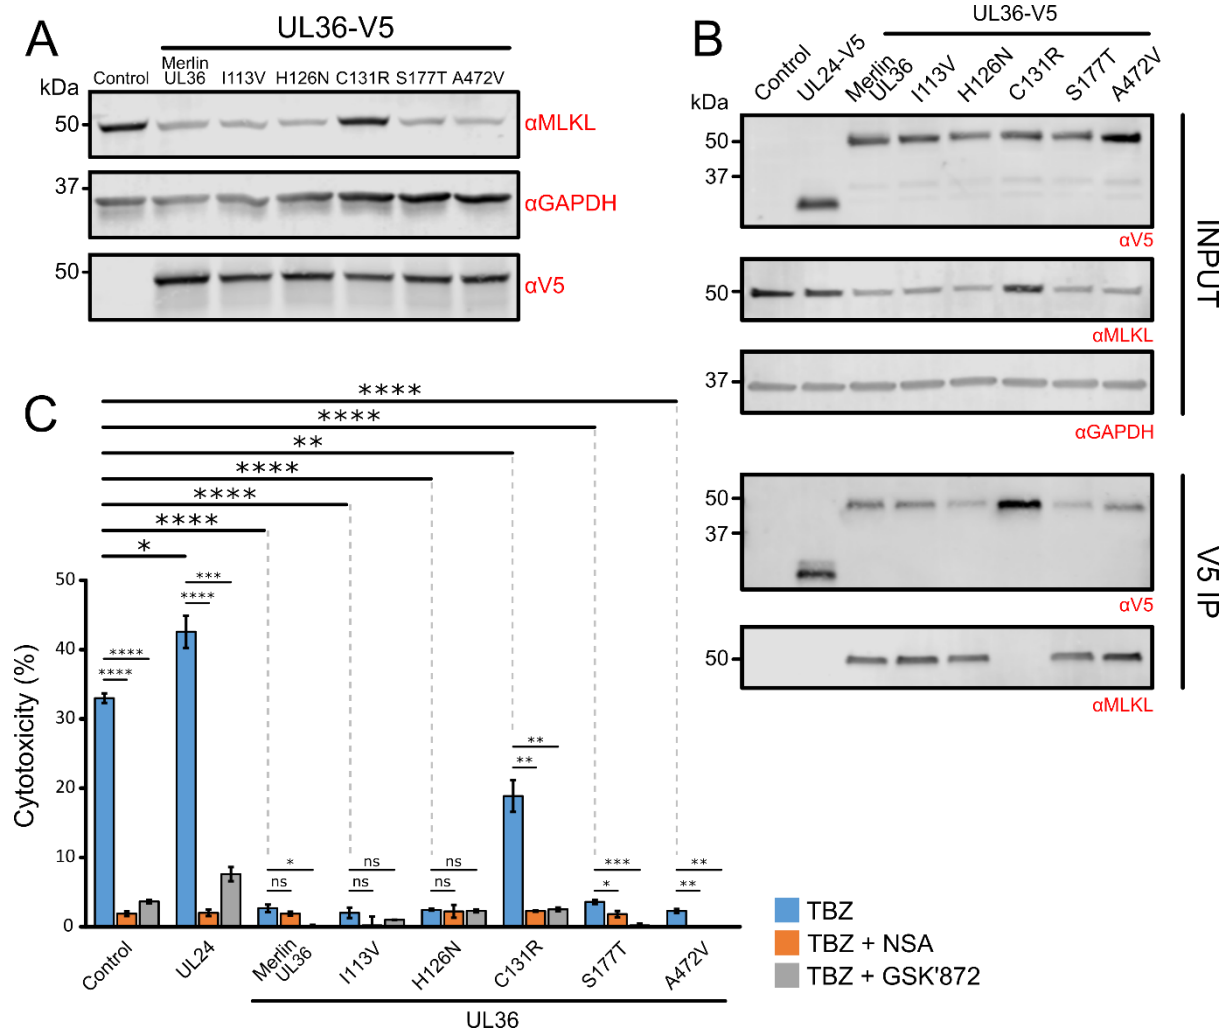 A
UL36-V5
Control
Merlin
UL36
I113V
H126N
C131R
S177T
A472V
kDa
50
αMLKL
37
αGAPDH
50
αV5
B
UL36-V5
Control
UL24-V5
Merlin
UL36
I113V
H126N
C131R
S177T
A472V
kDa
50
37
αV5
50
αMLKL
37
αGAPDH
INPUT
50
37
αV5
50
αMLKL
V5 IP
C
****
****
**
****
****
****
*
Cytotoxicity (%)
50
40
30
20
10
0
****
****
***
****
*
ns
ns
ns
ns
ns
**
**
***
*
**
**
Control
UL24
Merlin
UL36
I113V
H126N
C131R
S177T
A472V
UL36
TBZ
TBZ + NSA
TBZ + GSK'872